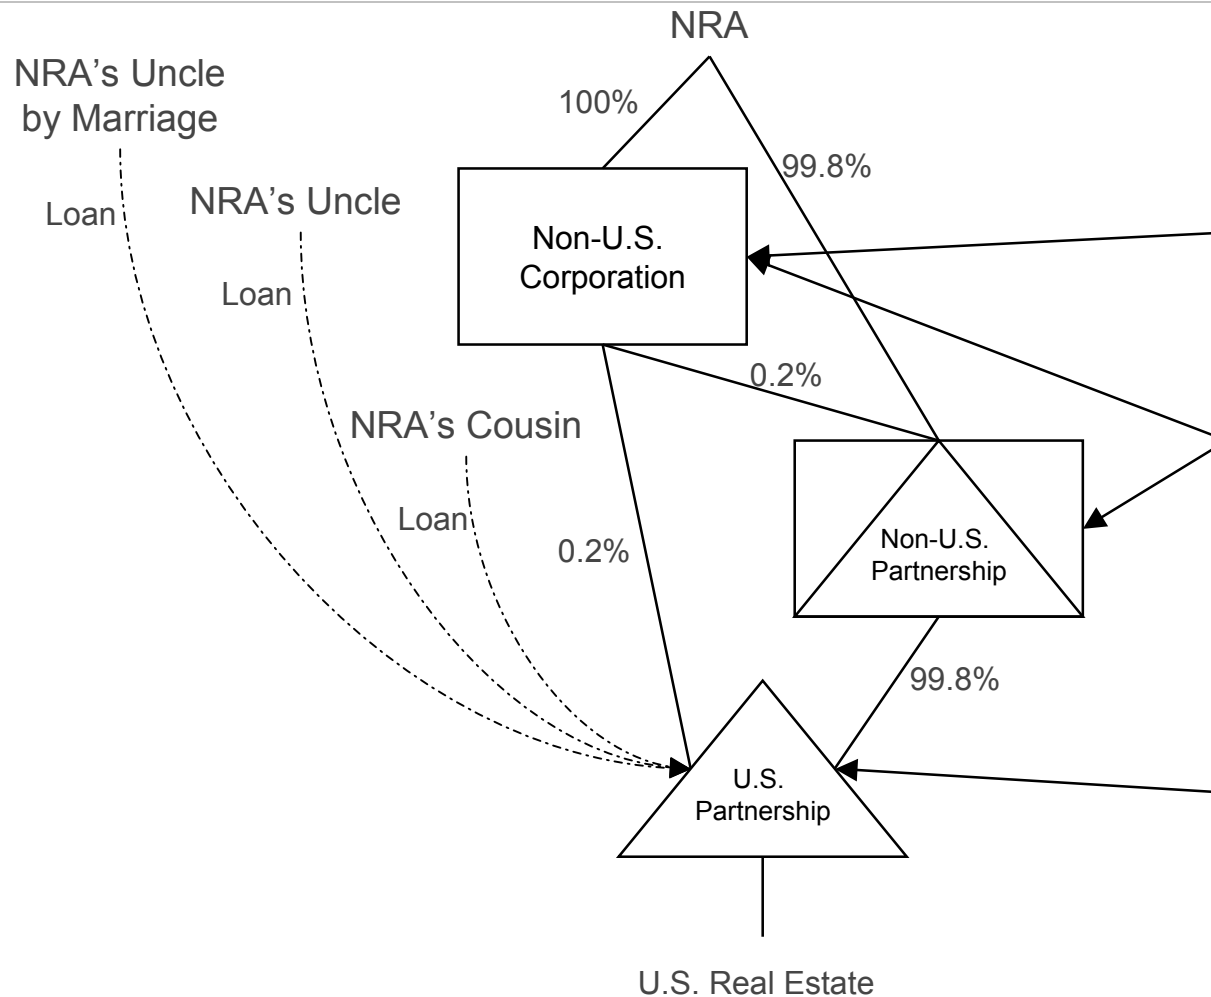 NRA
NRA’s Uncle
by Marriage
100%
99.8%
NRA’s Uncle
Loan
Non-U.S.
Corporation
Loan
0.2%
NRA’s Cousin
Loan
0.2%
Non-U.S.
Partnership
99.8%
U.S.
Partnership
U.S. Real Estate